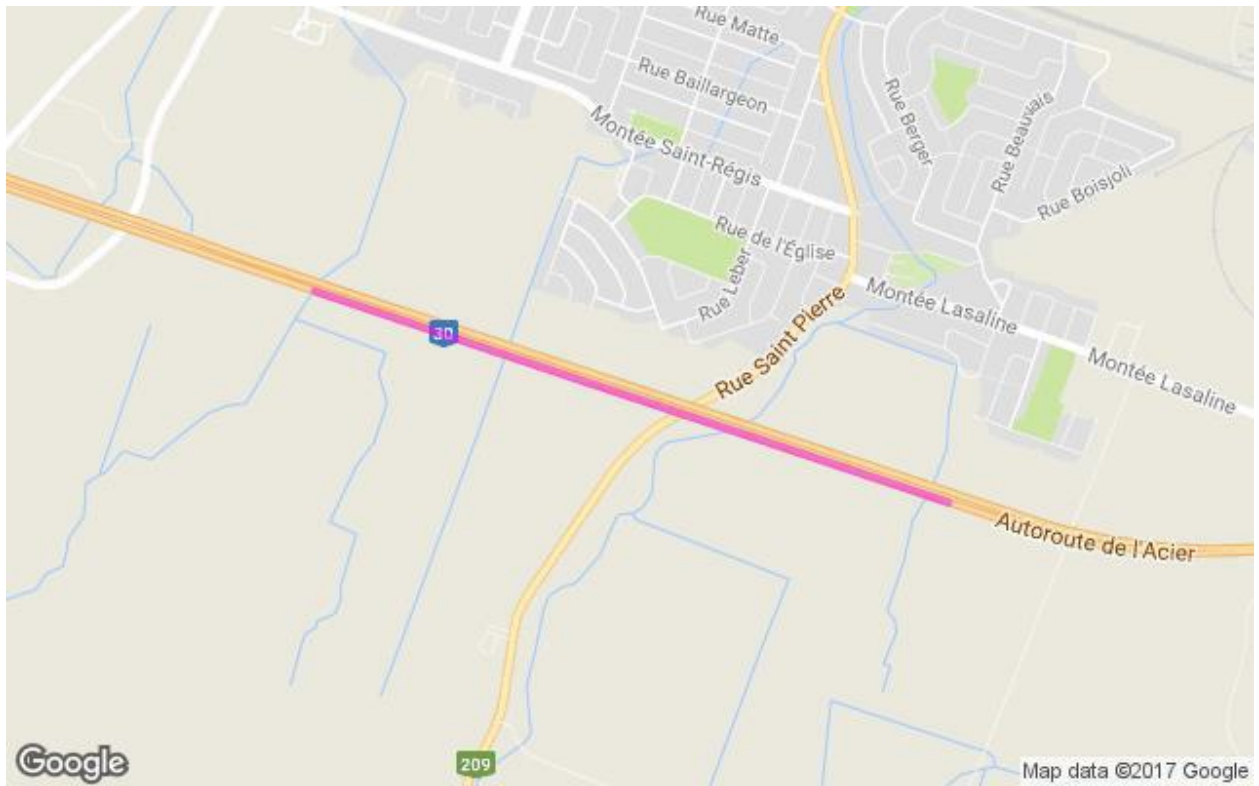 Rue Matte
Rue Baillargeon
Rue Berger
Rue Beauvais
Montée Saint-Régis
Rue Boisjoli
Rue de l'Église
Rue Leber
Montée Lasaline
Rue Saint Pierre
30
Montée Lasaline
Autoroute de l'Acier
209
Google
Map data ©2017 Google